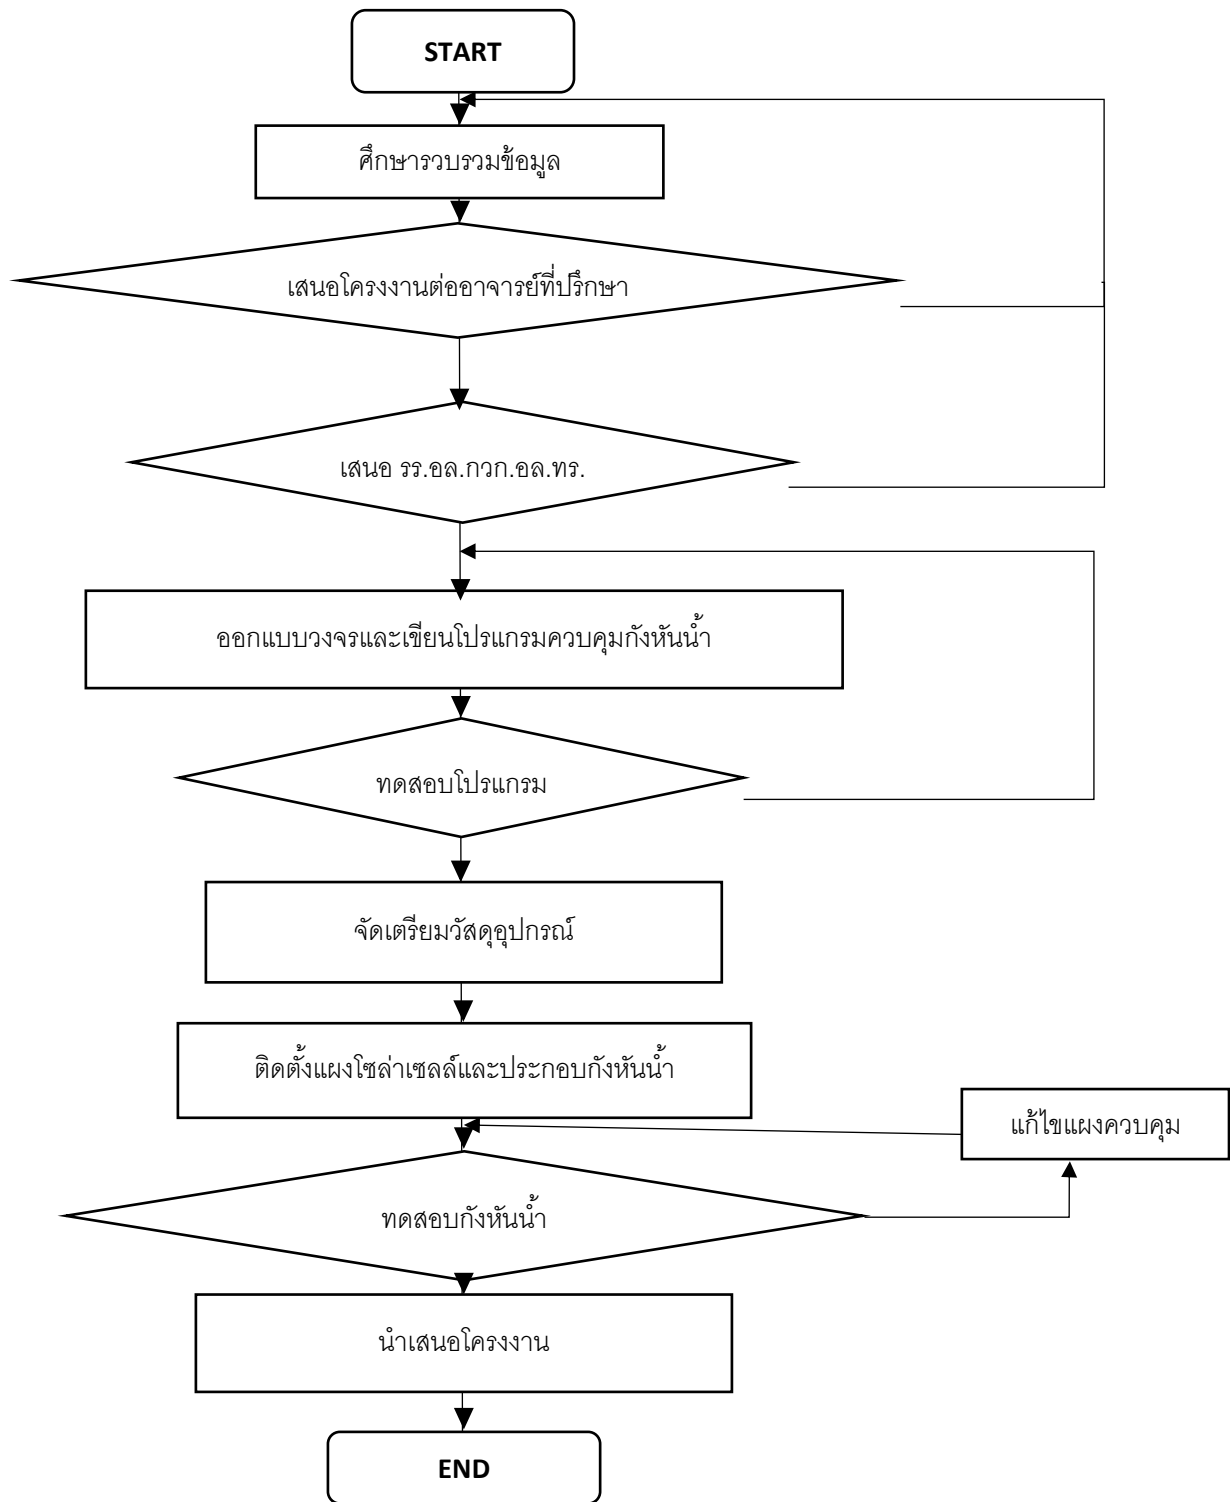 START
ศึกษารวบรวมข้อมูล
เสนอโครงงานต่ออาจารย์ที่ปรึกษา
เสนอ รร.อล.กวก.อล.ทร.
ออกแบบวงจรและเขียนโปรแกรมควบคุมกังหันน้ำ
ทดสอบโปรแกรม
จัดเตรียมวัสดุอุปกรณ์
ติดตั้งแผงโซล่าเซลล์และประกอบกังหันน้ำ
แก้ไขแผงควบคุม
ทดสอบกังหันน้ำ
นำเสนอโครงงาน
END